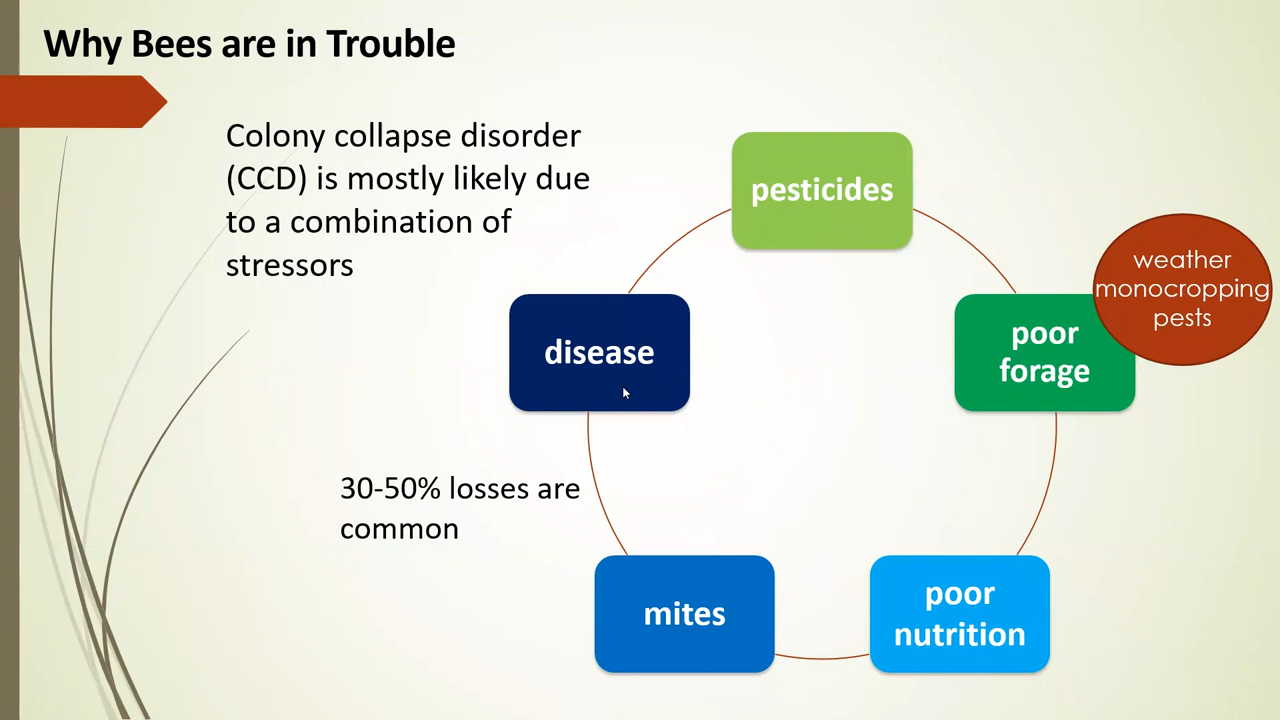 Why Bees are in Trouble
Colony collapse disorder
(CCD) is mostly likely due
to a combination of
stressors
pesticides
weather
monocropping
pests
disease
poor
forage
30-50% losses are
common
mites
poor
nutrition